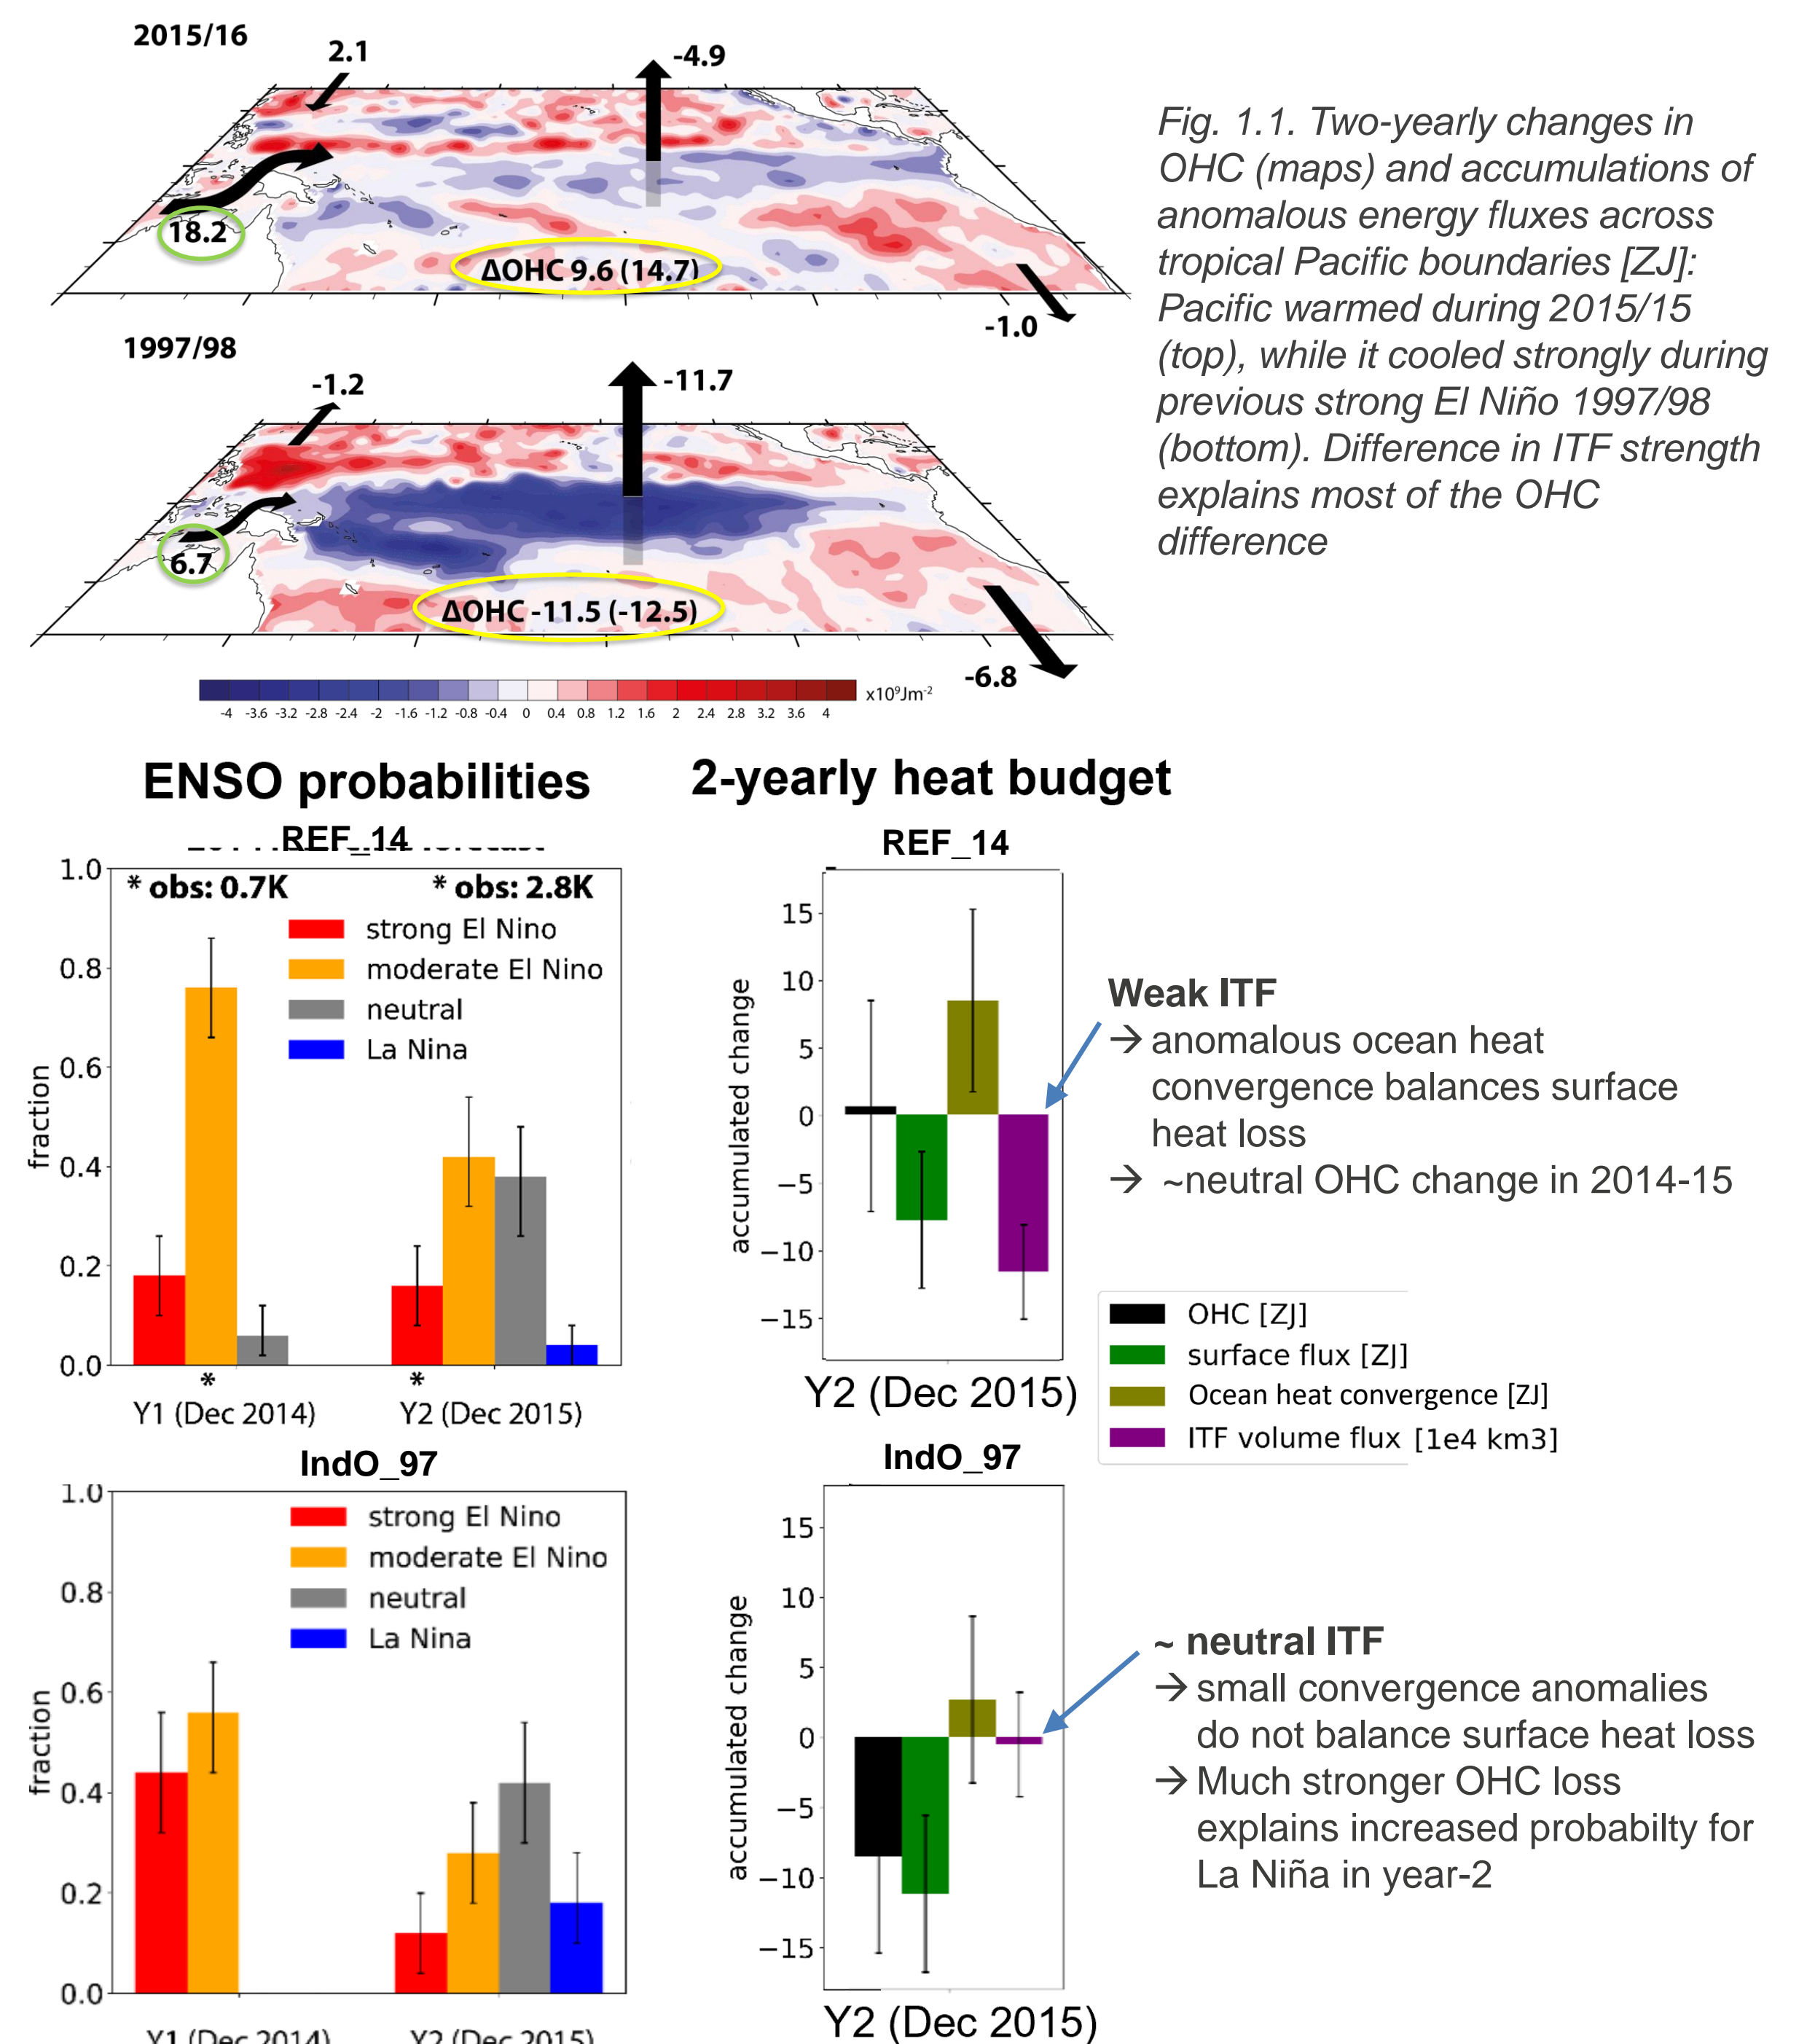 2015/16
2.1
-4.9
18.2
ΔOHC 9.6 (14.7)
-1.0
1997/98
-1.2
-11.7
6.7
ΔOHC -11.5 (-12.5)
-6.8
x10⁹Jm⁻²
-4 -3.6 -3.2 -2.8 -2.4 -2 -1.6 -1.2 -0.8 -0.4 0 0.4 0.8 1.2 1.6 2 2.4 2.8 3.2 3.6 4
Fig. 1.1. Two-yearly changes in
OHC (maps) and accumulations of
anomalous energy fluxes across
tropical Pacific boundaries [ZJ]:
Pacific warmed during 2015/15
(top), while it cooled strongly during
previous strong El Niño 1997/98
(bottom). Difference in ITF strength
explains most of the OHC
difference
ENSO probabilities
REF_14
1.0
0.8
0.6
0.4
0.2
0.0
fraction
* obs: 0.7K
* obs: 2.8K
strong El Nino
moderate El Nino
neutral
La Nina
*
*
Y1 (Dec 2014)
Y2 (Dec 2015)
2-yearly heat budget
REF_14
15
10
5
0
−5
−10
−15
accumulated change
Y2 (Dec 2015)
Weak ITF
→ anomalous ocean heat
convergence balances surface
heat loss
→ ~neutral OHC change in 2014-15
OHC [ZJ]
surface flux [ZJ]
Ocean heat convergence [ZJ]
ITF volume flux [1e4 km3]
IndO_97
1.0
0.8
0.6
0.4
0.2
0.0
fraction
strong El Nino
moderate El Nino
neutral
La Nina
Y1 (Dec 2014)
Y2 (Dec 2015)
IndO_97
15
10
5
0
−5
−10
−15
accumulated change
Y2 (Dec 2015)
~ neutral ITF
→ small convergence anomalies
do not balance surface heat loss
→ Much stronger OHC loss
explains increased probabilty for
La Niña in year-2